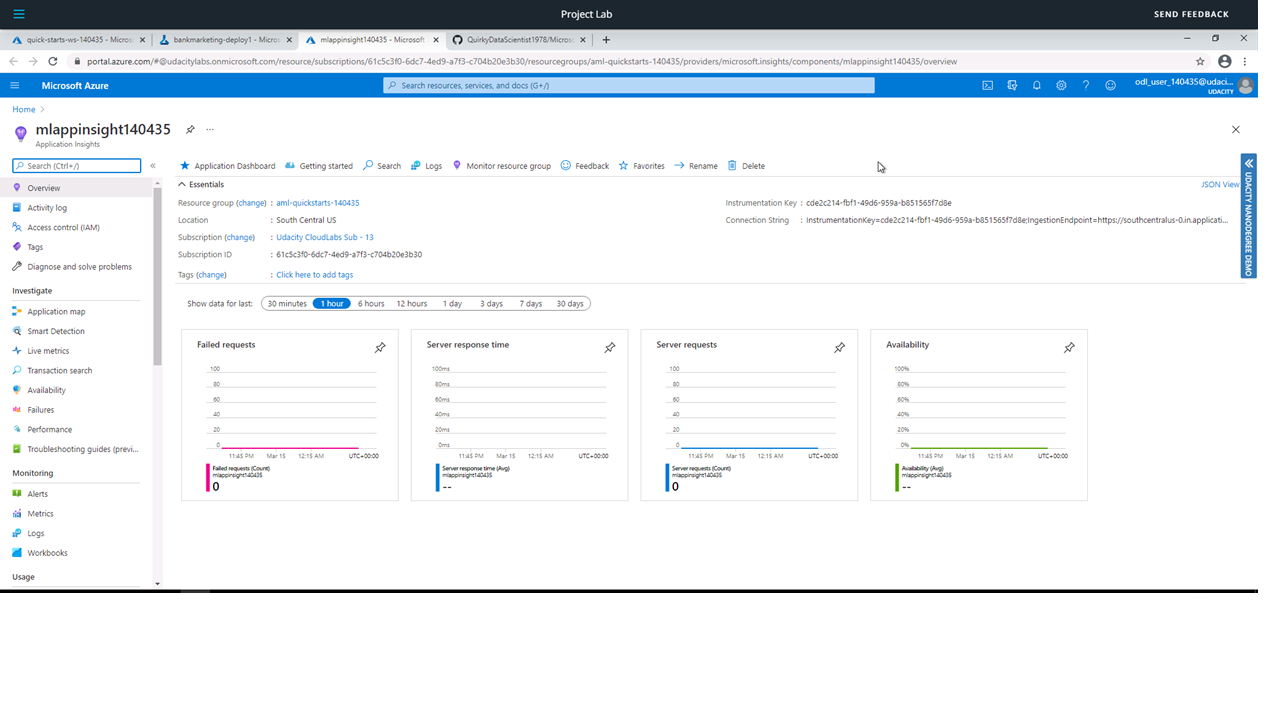 Project Lab
SEND FEEDBACK
quick-starts-ws-140435 - Micros
bankmarketing-deploy1 - Micros
mlappinsight140435 - Microsoft
QuirkyDataScientist1978/Micros
portal.azure.com/#@udacitylabs.onmicrosoft.com/resource/subscriptions/61c5c3f0-6dc7-4ed9-a7f3-c704b20e3b30/resourcegroups/aml-quickstarts-140435/providers/microsoft.insights/components/mlappinsight140435/overview
Microsoft Azure
Search resources, services, and docs (G+/)
odl_user_140435@udaci...
UDACITY
Home
mlappinsight140435
Application Insights
Search (Ctrl+/)
Application Dashboard
Getting started
Search
Logs
Monitor resource group
Feedback
Favorites
Rename
Delete
Overview
Activity log
Access control (IAM)
Tags
Diagnose and solve problems
Investigate
Application map
Smart Detection
Live metrics
Transaction search
Availability
Failures
Performance
Troubleshooting guides (previ...
Monitoring
Alerts
Metrics
Logs
Workbooks
Usage
Essentials
JSON View
Resource group (change) : aml-quickstarts-140435
Location : South Central US
Subscription (change) : Udacity CloudLabs Sub - 13
Subscription ID : 61c5c3f0-6dc7-4ed9-a7f3-c704b20e3b30
Tags (change) : Click here to add tags
Instrumentation Key : cde2c214-fbf1-49d6-959a-b851565f7d8e
Connection String : InstrumentationKey=cde2c214-fbf1-49d6-959a-b851565f7d8e;IngestionEndpoint=https://southcentralus-0.in.applicati...
UDACITY NANODEGREE DEMO
Show data for last:
30 minutes
1 hour
6 hours
12 hours
1 day
3 days
7 days
30 days
Failed requests
100
80
60
40
20
0
11:45 PM Mar 15 12:15 AM UTC+00:00
Failed requests (Count)
mlappinsight140435
0
Server response time
100ms
80ms
60ms
40ms
20ms
0ms
11:45 PM Mar 15 12:15 AM UTC+00:00
Server response time (Avg)
mlappinsight140435
--
Server requests
100
80
60
40
20
0
11:45 PM Mar 15 12:15 AM UTC+00:00
Server requests (Count)
mlappinsight140435
0
Availability
100%
80%
60%
40%
20%
0%
11:45 PM Mar 15 12:15 AM UTC+00:00
Availability (Avg)
mlappinsight140435
--